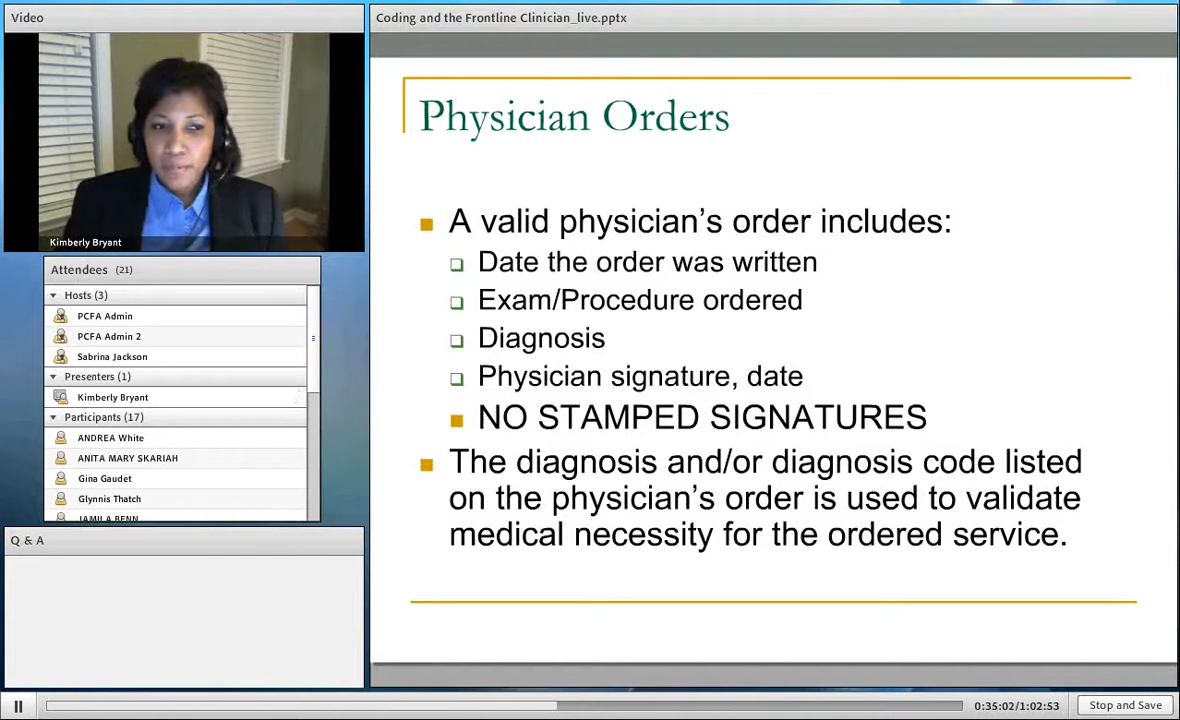 Video
Kimberly Bryant
Attendees (21)
Hosts (3)
PCFA Admin
PCFA Admin 2
Sabrina Jackson
Presenters (1)
Kimberly Bryant
Participants (17)
ANDREA White
ANITA MARY SKARIAH
Gina Gaudet
Glynnis Thatch
JAMILA BENN
Q & A
Coding and the Frontline Clinician_live.pptx
Physician Orders
A valid physician's order includes:
Date the order was written
Exam/Procedure ordered
Diagnosis
Physician signature, date
NO STAMPED SIGNATURES
The diagnosis and/or diagnosis code listed
on the physician's order is used to validate
medical necessity for the ordered service.
0:35:02/1:02:53
Stop and Save